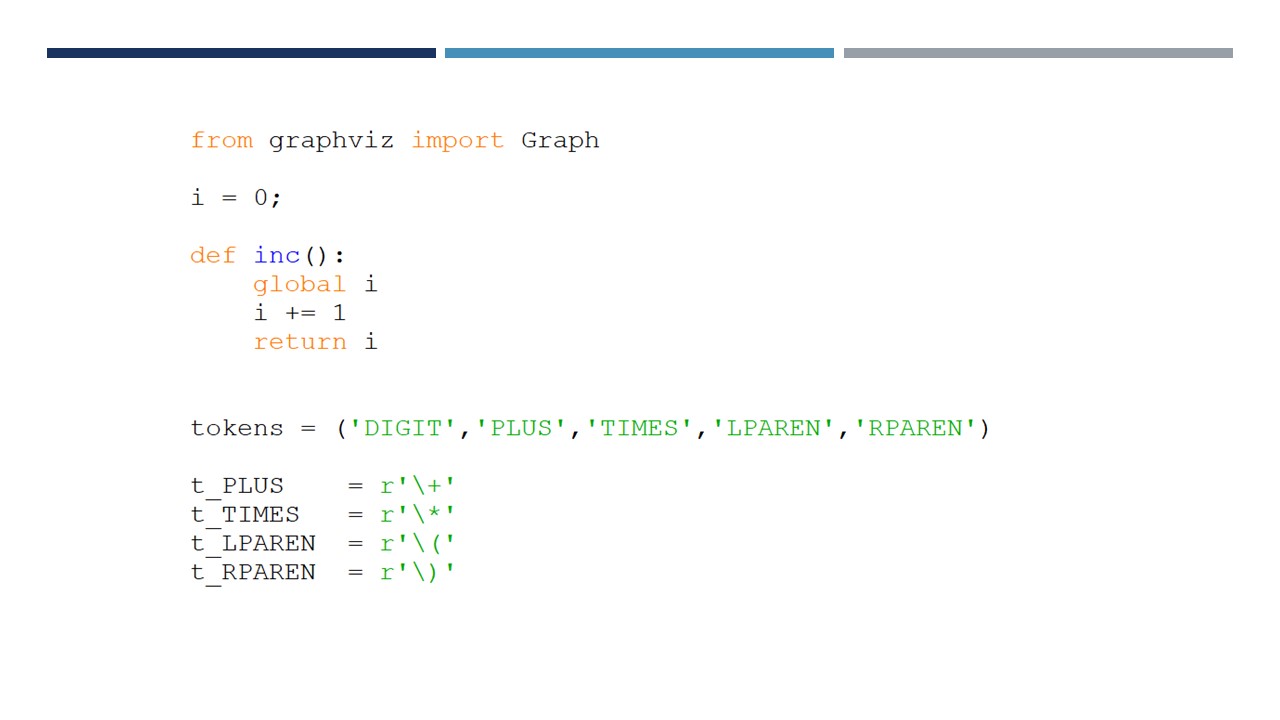 from graphviz import Graph
i = 0;
def inc():
    global i
    i += 1
    return i
tokens = ('DIGIT','PLUS','TIMES','LPAREN','RPAREN')
t_PLUS    = r'\+'
t_TIMES   = r'\*'
t_LPAREN  = r'\('
t_RPAREN  = r'\)'